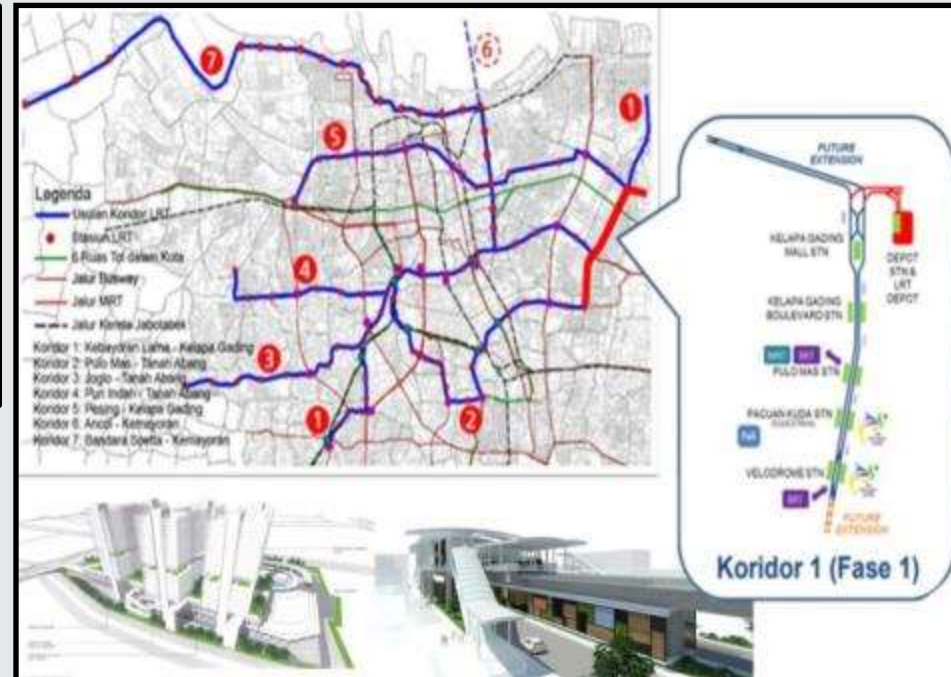 7
6
1
5
Legenda
Usulan Koridor LRT
Stasiun LRT
6 Ruas Tol dalam Kota
Jalur Busway
Jalur MRT
Jalur Kereta Jabotabek
4
3
1
2
Koridor 1: Kebayoran Lama - Kelapa Gading
Koridor 2: Pulo Mas - Tanah Abang
Koridor 3: Joglo - Tanah Abang
Koridor 4: Puri Indah - Tanah Abang
Koridor 5: Pesing - Kelapa Gading
Koridor 6: Ancol - Kemayoran
Koridor 7: Bandara Soetta - Kemayoran
FUTURE
EXTENSION
KELAPA GADING
MALL STN
DEPOT
STN &
LRT
DEPOT
KELAPA GADING
BOULEVARD STN
PULO MAS STN
PACUAN KUDA STN
EQUESTRIAN
VELODROME STN
FUTURE
EXTENSION
Koridor 1 (Fase 1)